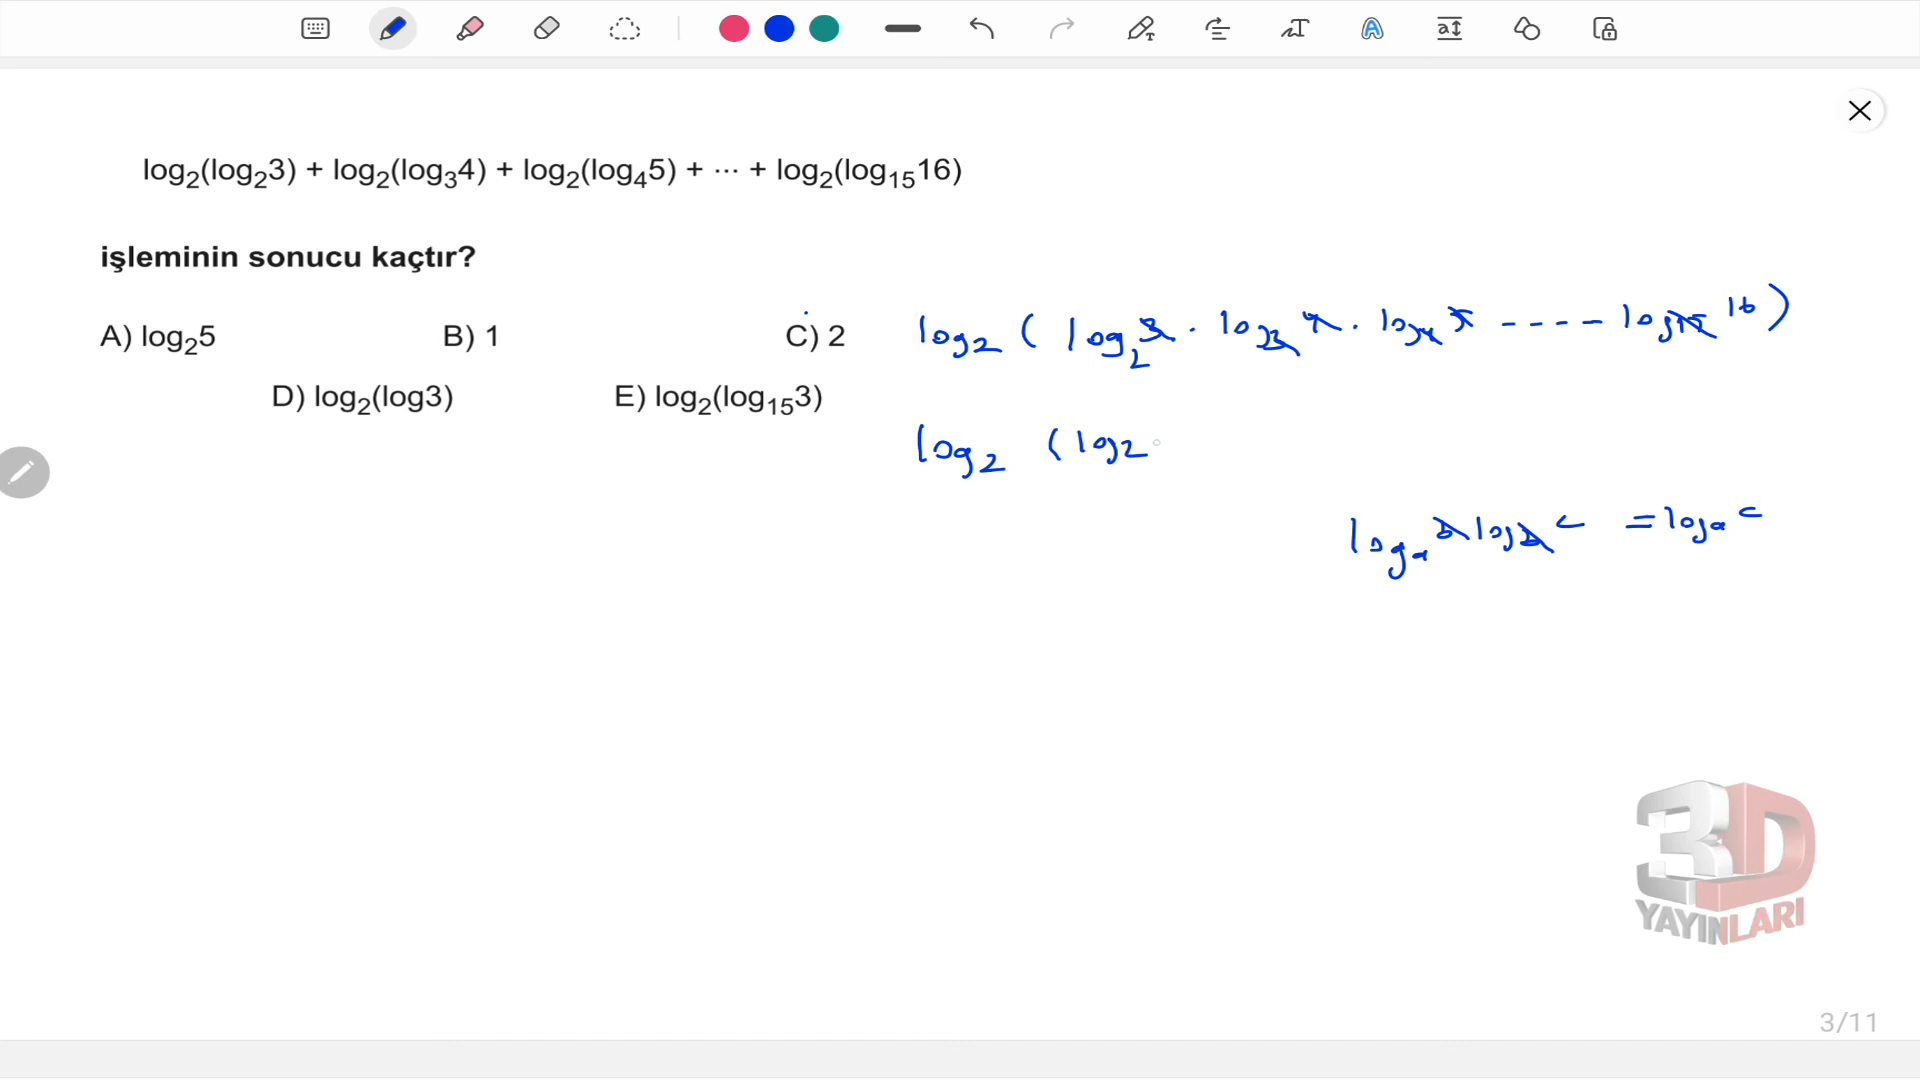 log₂(log₂3) + log₂(log₃4) + log₂(log₄5) + ··· + log₂(log₁₅16)
işleminin sonucu kaçtır?
A) log₂5 B) 1 C) 2
D) log₂(log3) E) log₂(log₁₅3)
log₂ ( log₂3 . log₃4 . log₄5 ---- log₁₅16 )
log₂ (log₂
logₐb log_b c = logₐc
3D
YAYINLARI
3/11